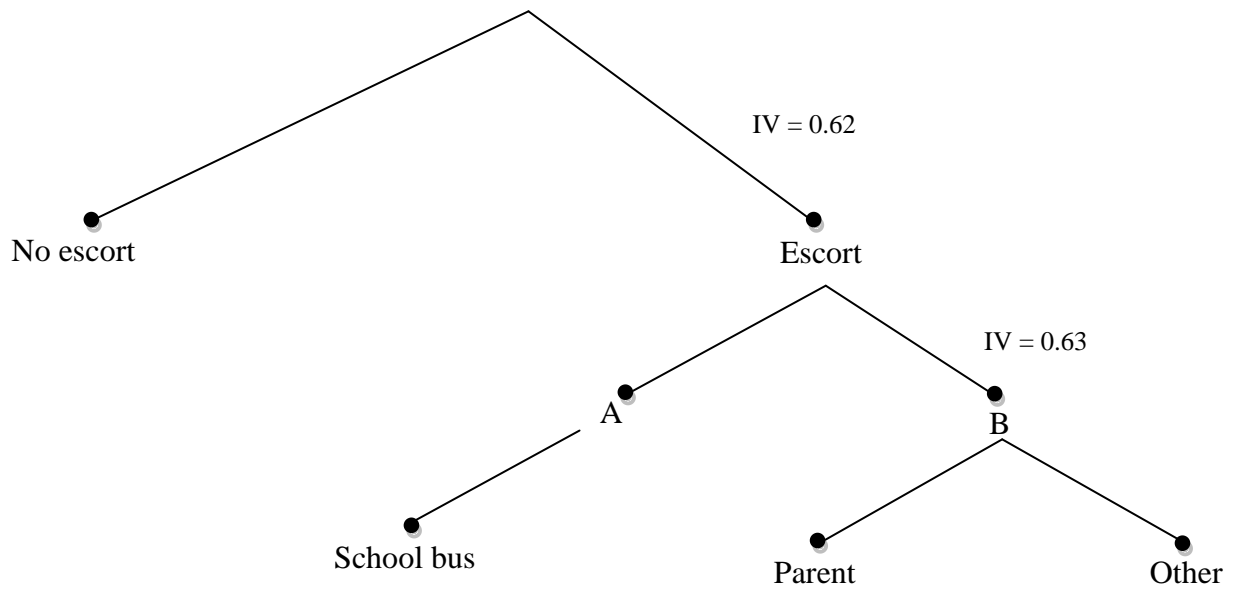 IV = 0.62
No escort
Escort
IV = 0.63
A
B
School bus
Parent
Other